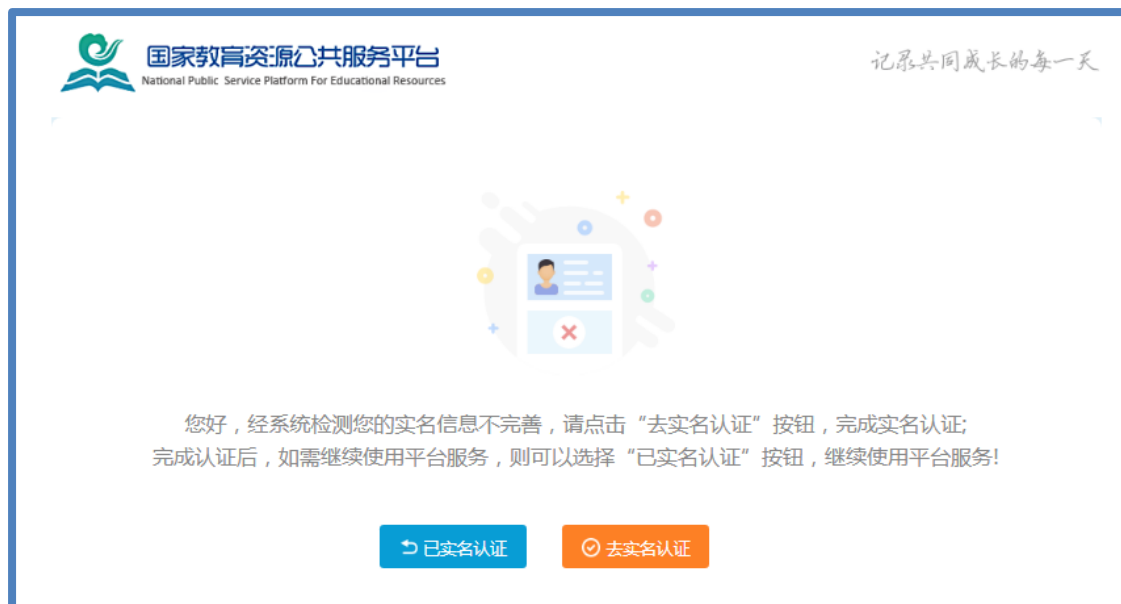 国家教育资源公共服务平台
National Public Service Platform For Educational Resources
记录共同成长的每一天
您好，经系统检测您的实名信息不完善，请点击“去实名认证”按钮，完成实名认证;
完成认证后，如需继续使用平台服务，则可以选择“已实名认证”按钮，继续使用平台服务!
已实名认证
去实名认证